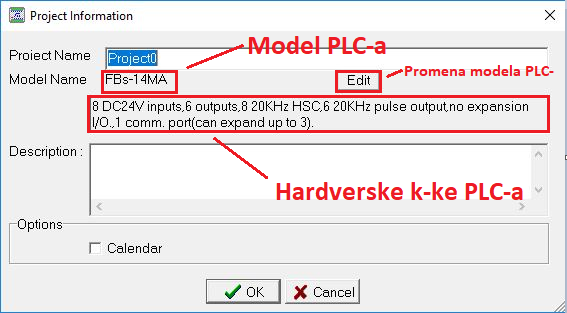 Project Information
Model PLC-a
Project Name Project0
Model Name FBs-14MA Edit Promena modela PLC-
8 DC24V inputs,6 outputs,8 20KHz HSC,6 20KHz pulse output,no expansion
I/O.,1 comm. port(can expand up to 3).
Description :
Hardverske k-ke PLC-a
Options
Calendar
OK Cancel